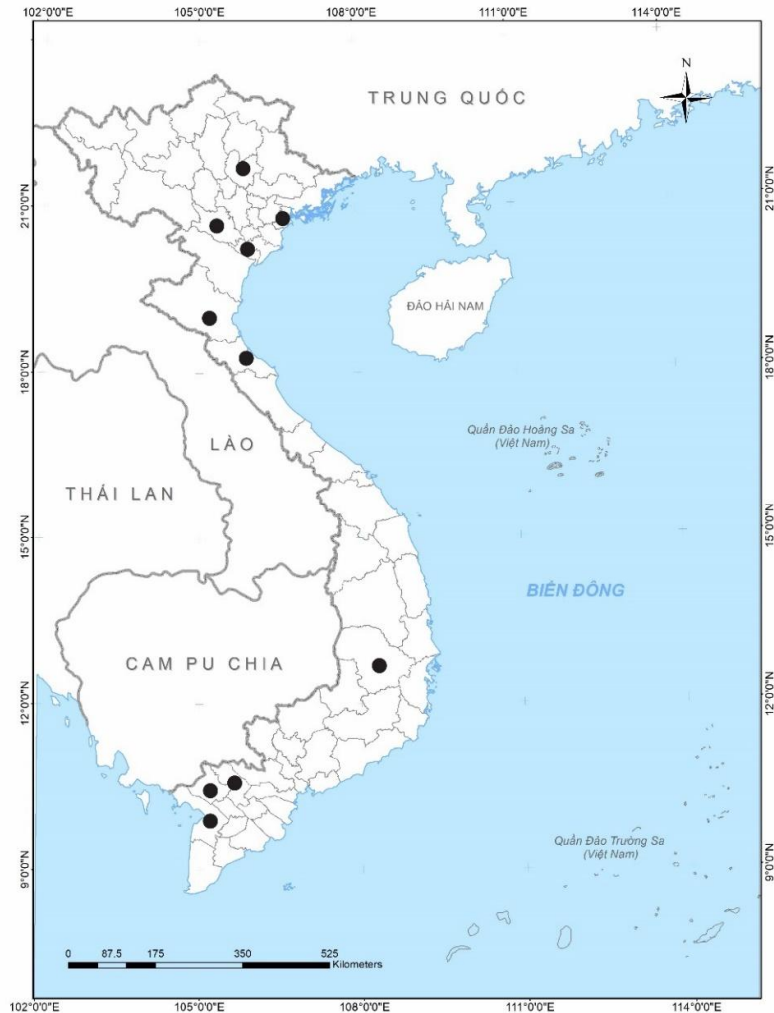 102°0'0"E
105°0'0"E
108°0'0"E
111°0'0"E
114°0'0"E
N
TRUNG QUỐC
21°0'0"N
21°0'0"N
ĐẢO HẢI NAM
18°0'0"N
18°0'0"N
Quần Đảo Hoàng Sa
(Việt Nam)
LÀO
THÁI LAN
15°0'0"N
15°0'0"N
BIỂN ĐÔNG
CAM PU CHIA
12°0'0"N
12°0'0"N
Quần Đảo Trường Sa
(Việt Nam)
9°0'0"N
9°0'0"N
0 87.5 175 350 525
Kilometers
102°0'0"E
105°0'0"E
108°0'0"E
111°0'0"E
114°0'0"E